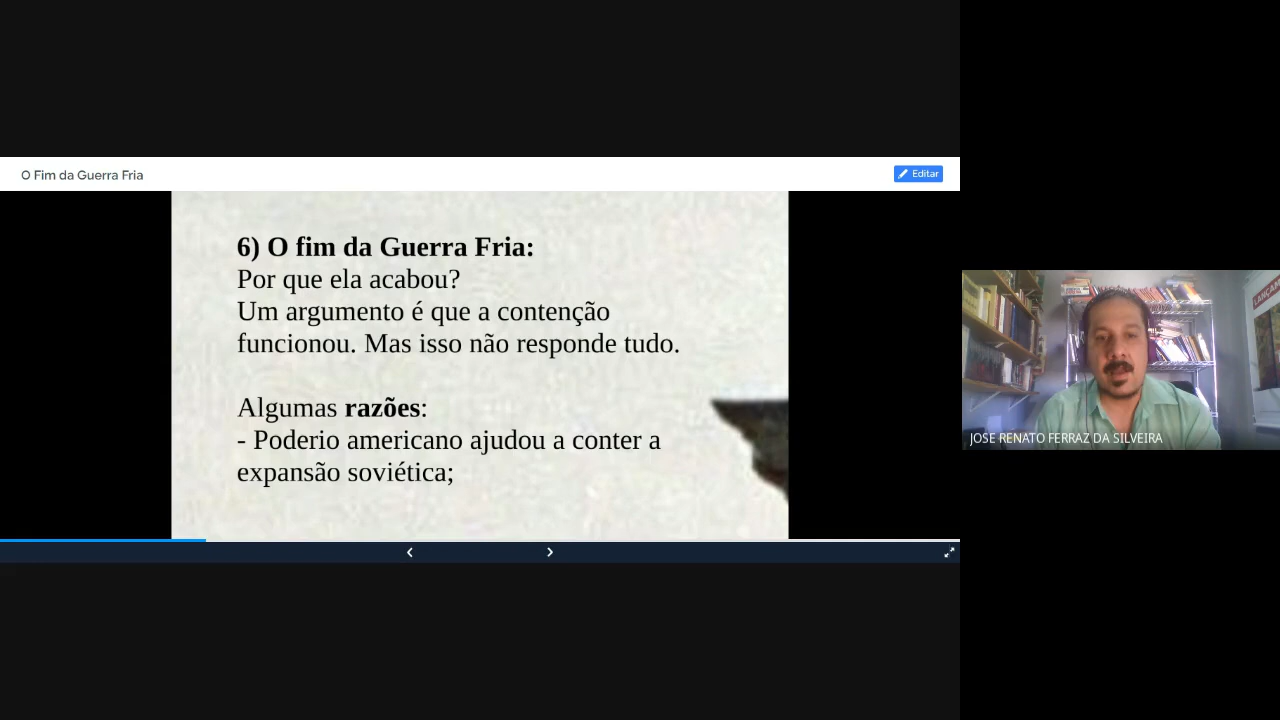 O Fim da Guerra Fria
Editar
6) O fim da Guerra Fria:
Por que ela acabou?
Um argumento é que a contenção
funcionou. Mas isso não responde tudo.
Algumas razões:
- Poderio americano ajudou a conter a
expansão soviética;
LANÇAM
JOSE RENATO FERRAZ DA SILVEIRA